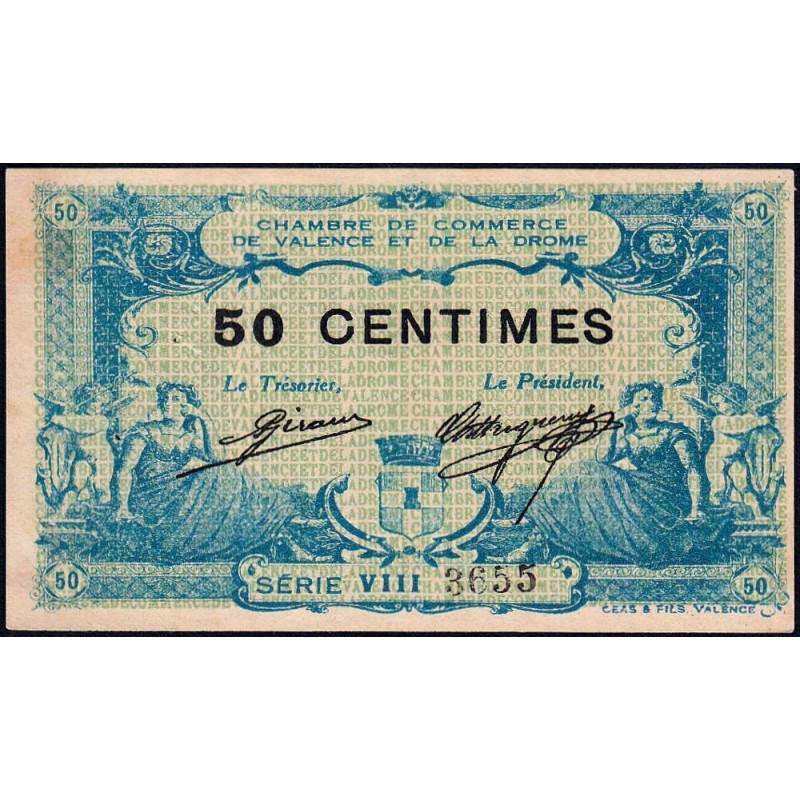 50 50
CHAMBRE DE COMMERCE
DE VALENCE ET DE LA DROME
50 CENTIMES
Le Trésorier, Le Président,
50 SÉRIE VIII 3655 50
CÉAS & FILS. VALENCE